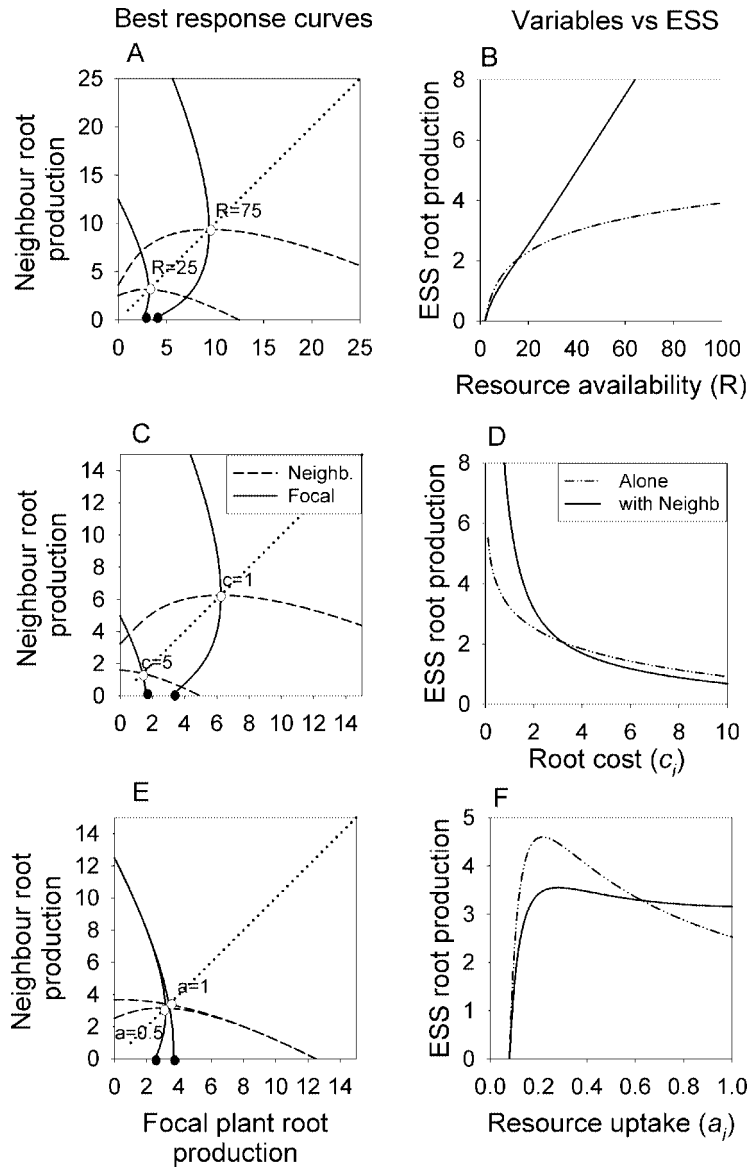 Best response curves
Variables vs ESS
A
Neighbour root
production
25
20
15
10
5
0
R=75
R=25
0 5 10 15 20 25
B
ESS root production
8
6
4
2
0
0 20 40 60 80 100
Resource availability (R)
C
Neighbour root
production
14
12
10
8
6
4
2
0
Neighb.
Focal
c=1
c=5
0 2 4 6 8 10 12 14
D
ESS root production
8
6
4
2
0
Alone
with Neighb
0 2 4 6 8 10
Root cost (ci)
E
Neighbour root
production
14
12
10
8
6
4
2
0
a=1
a=0.5
0 2 4 6 8 10 12 14
Focal plant root
production
F
ESS root production
5
4
3
2
1
0
0.0 0.2 0.4 0.6 0.8 1.0
Resource uptake (ai)